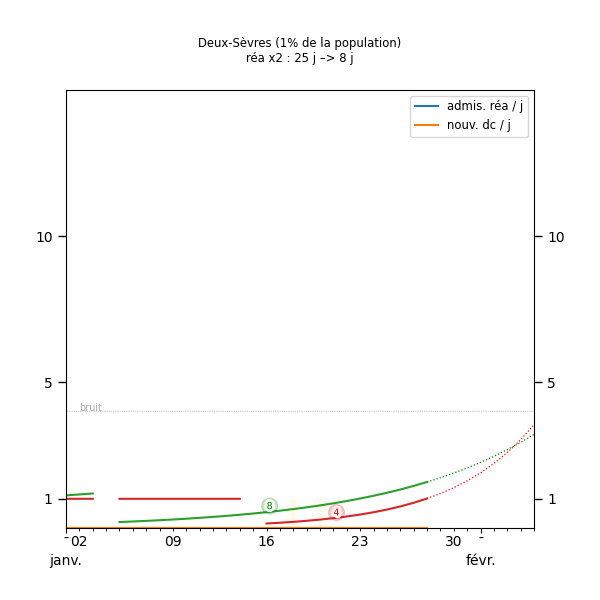 Deux-Sèvres (1% de la population)
réa x2 : 25 j –> 8 j
admis. réa / j
nouv. dc / j
10 10
5 5
bruit
1 8 4 1
02 09 16 23 30
janv. févr.